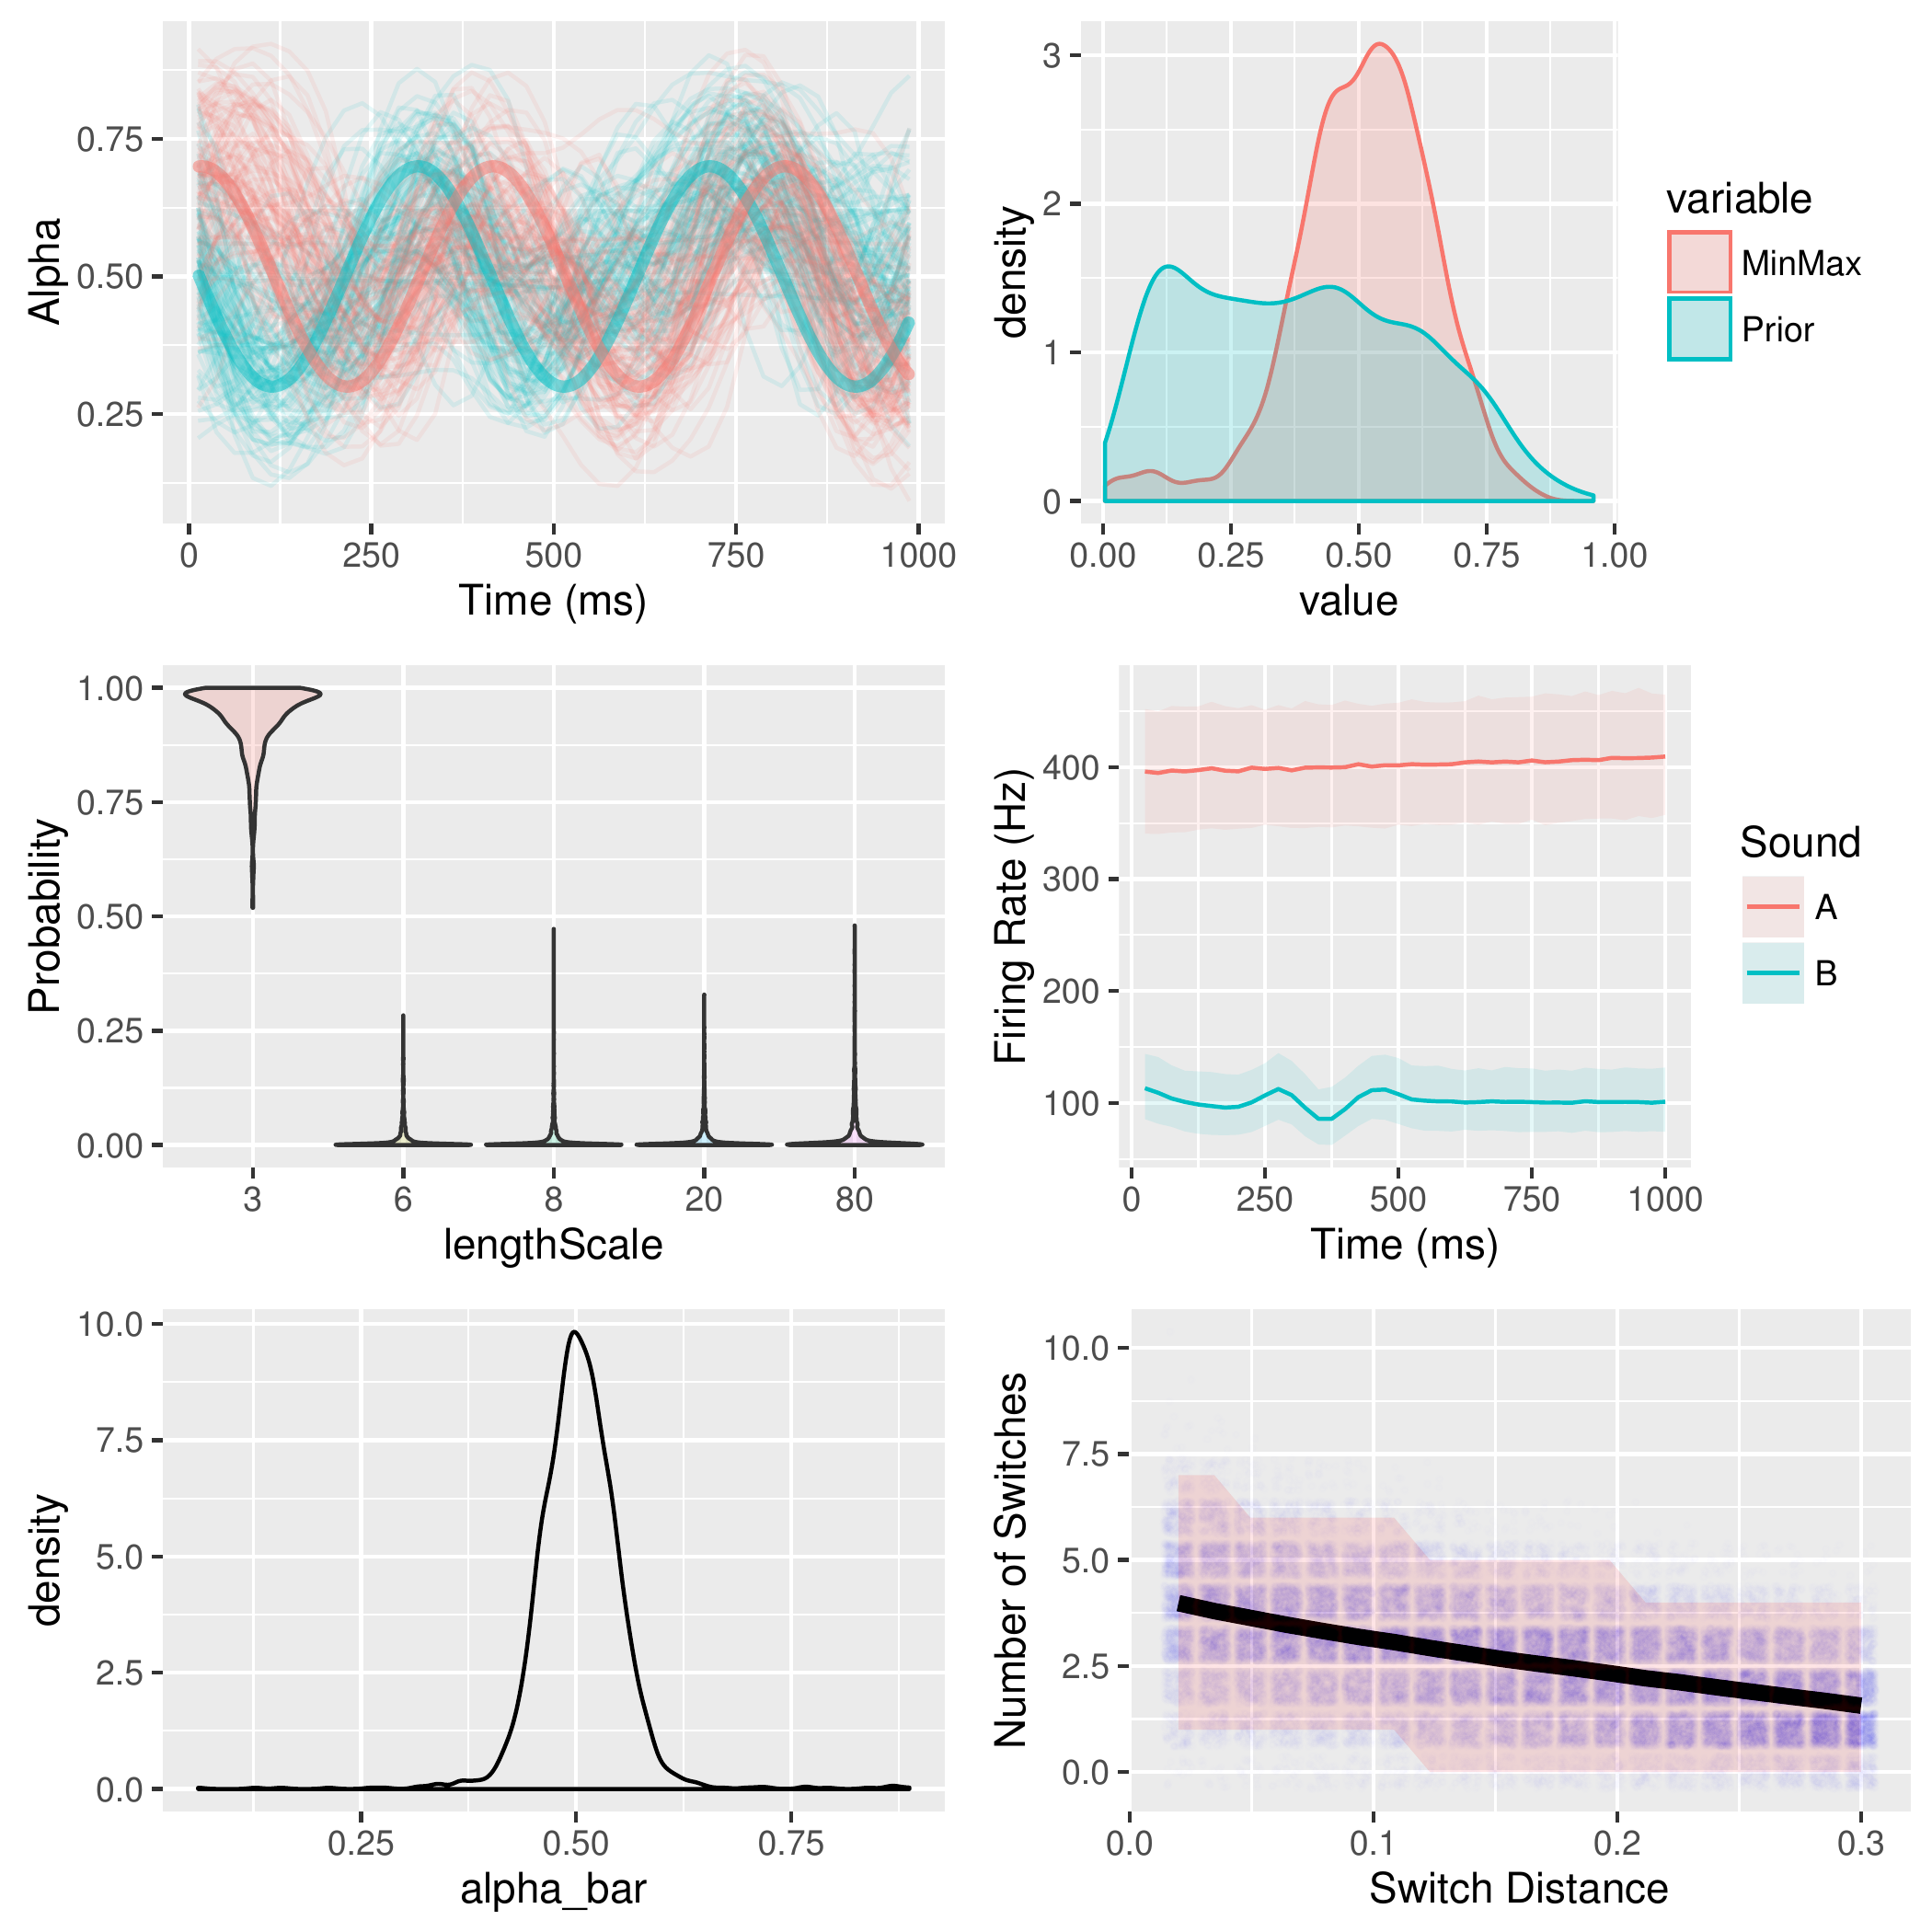 Alpha
0.75
0.50
0.25
0 250 500 750 1000
Time (ms)
density
3
2
1
0
0.00 0.25 0.50 0.75 1.00
value
variable
MinMax
Prior
Probability
1.00
0.75
0.50
0.25
0.00
3 6 8 20 80
lengthScale
Firing Rate (Hz)
400
300
200
100
0 250 500 750 1000
Time (ms)
Sound
A
B
density
10.0
7.5
5.0
2.5
0.0
0.25 0.50 0.75
alpha_bar
Number of Switches
10.0
7.5
5.0
2.5
0.0
0.0 0.1 0.2 0.3
Switch Distance